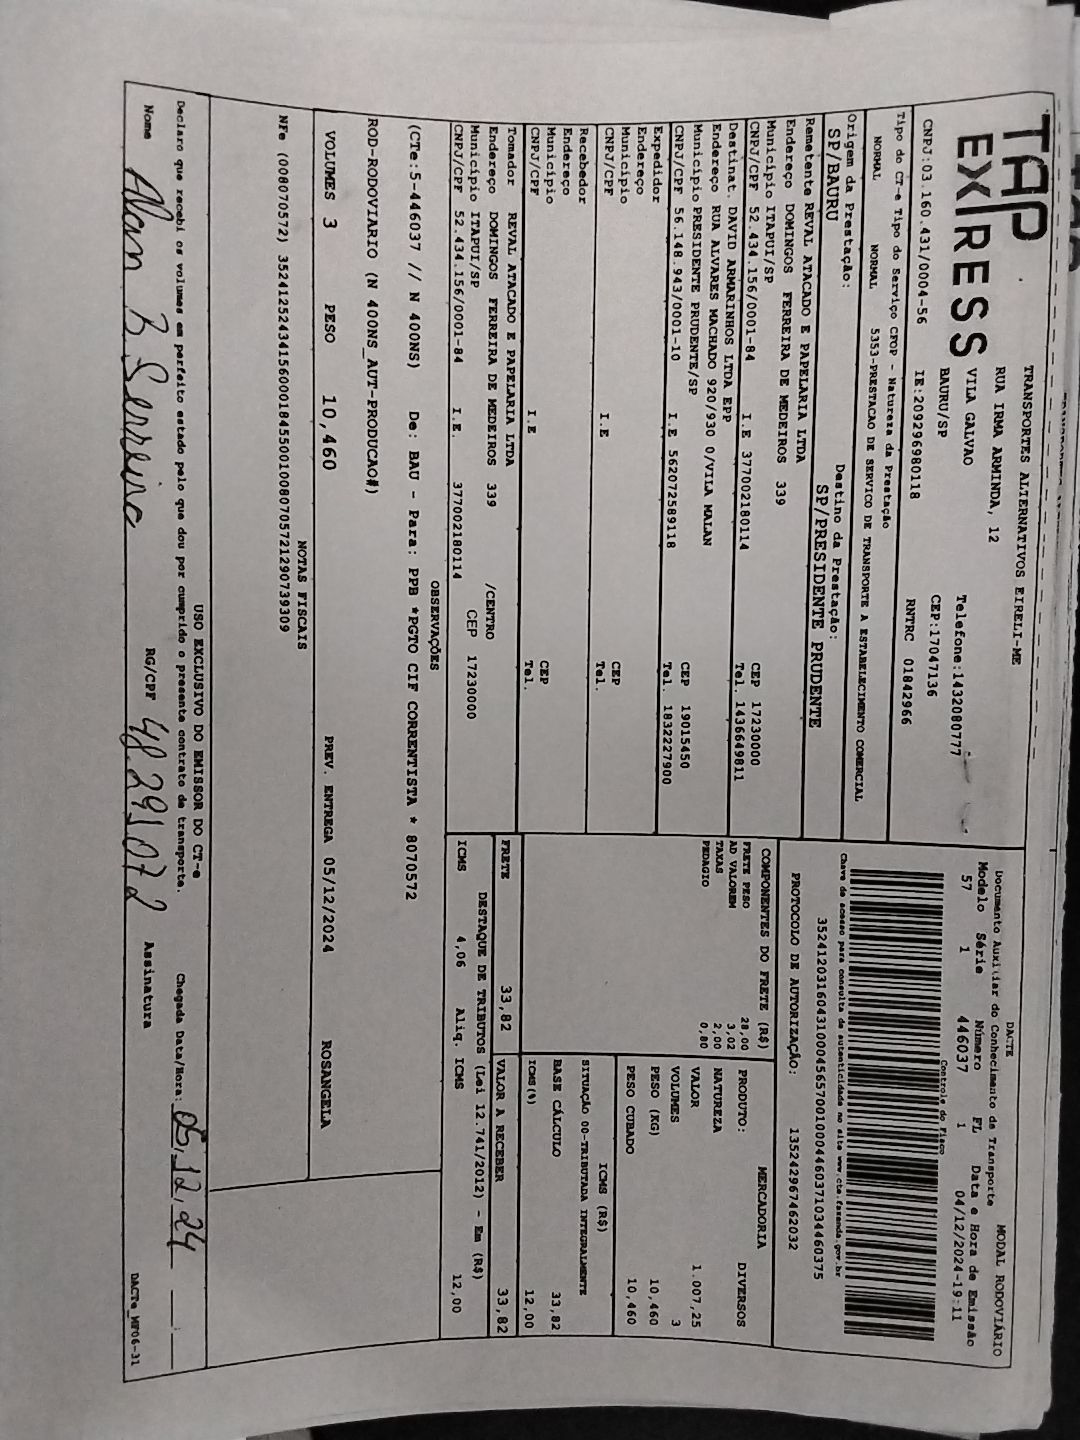 TAP EXPRESS
TRANSPORTES ALTERNATIVOS EIRELI-ME
RUA IRMA ARMINDA, 12
VILA GALVAO Telefone:1432080777
BAURU/SP CEP:17047136
CNPJ:03.160.431/0004-56 IE:209296980118 RNTRC 01842966
DACTE MODAL RODOVIÁRIO
Documento Auxiliar do Conhecimento de Transporte
Modelo Série Número FL Data e Hora de Emissão
57 1 446037 1 04/12/2024-19:11
Controle do Fisco
Tipo do CT-e Tipo do Serviço CFOP - Natureza da Prestação
NORMAL NORMAL 5353-PRESTACAO DE SERVICO DE TRANSPORTE A ESTABELECIMENTO COMERCIAL
Chave de acesso para consulta de autenticidade no site www.cte.fazenda.gov.br
35241203160431000456570010004460371034460375
PROTOCOLO DE AUTORIZAÇÃO: 135242967462032
Origem da Prestação: Destino da Prestação:
SP/BAURU SP/PRESIDENTE PRUDENTE
Remetente REVAL ATACADO E PAPELARIA LTDA
Endereço DOMINGOS FERREIRA DE MEDEIROS 339
Município ITAPUI/SP CEP 17230000
CNPJ/CPF 52.434.156/0001-84 I.E 377002180114 Tel. 1436649811
Destinat. DAVID ARMARINHOS LTDA EPP
Endereço RUA ALVARES MACHADO 920/930 0/VILA MALAN
Município PRESIDENTE PRUDENTE/SP CEP 19015450
CNPJ/CPF 56.148.943/0001-10 I.E 562072589118 Tel. 1832227900
Expedidor
Endereço
Município CEP
CNPJ/CPF I.E Tel.
Recebedor
Endereço
Município CEP
CNPJ/CPF I.E Tel.
Tomador REVAL ATACADO E PAPELARIA LTDA
Endereço DOMINGOS FERREIRA DE MEDEIROS 339 /CENTRO
Município ITAPUI/SP CEP 17230000
CNPJ/CPF 52.434.156/0001-84 I.E. 377002180114
COMPONENTES DO FRETE (R$)
FRETE PESO 28,00
AD VALOREM 3,02
TAXAS 2,00
PEDAGIO 0,80
MERCADORIA
PRODUTO: DIVERSOS
NATUREZA
VALOR 1.007,25
VOLUMES 3
PESO (KG) 10,460
PESO CUBADO 10,460
ICMS (R$)
SITUAÇÃO 00-TRIBUTADA INTEGRALMENTE
BASE CÁLCULO 33,82
ICMS(%) 12,00
FRETE 33,82 VALOR A RECEBER 33,82
DESTAQUE DE TRIBUTOS (Lei 12.741/2012) - Em (R$)
ICMS 4,06 Aliq. ICMS 12,00
OBSERVAÇÕES
(CTe:5-446037 // N 400NS) De: BAU - Para: PPB *PGTO CIF CORRENTISTA * 8070572
ROD-RODOVIARIO (N 400NS_AUT-PRODUCAO#)
VOLUMES 3 PESO 10,460 PREV. ENTREGA 05/12/2024 ROSANGELA
NOTAS FISCAIS
NFe (008070572) 35241252434156000184550010080705721290739309
USO EXCLUSIVO DO EMISSOR DO CT-e
Declaro que recebi os volumes em perfeito estado pelo que dou por cumprido o presente contrato de transporte. Chegada Data/Hora: 05,12,24 :
Nome Alan RG/CPF Assinatura
DACTe_MP06-31